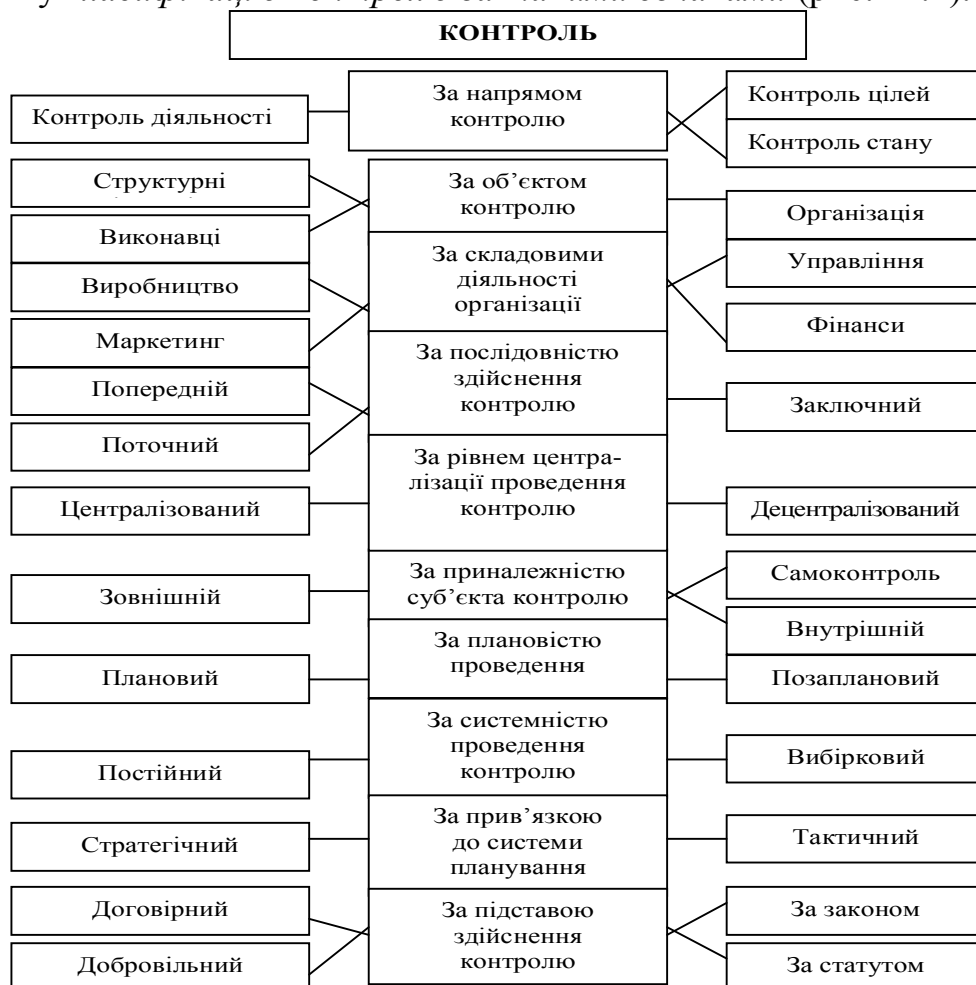 КОНТРОЛЬ
Контроль діяльності
За напрямом
контролю
Контроль цілей
Контроль стану
Структурні
Виконавці
За об’єктом
контролю
Організація
Виробництво
Маркетинг
За складовими
діяльності
організації
Управління
Фінанси
Попередній
Поточний
За послідовністю
здійснення
контролю
Заключний
Централізований
За рівнем центра-
лізації проведення
контролю
Децентралізований
Зовнішній
За приналежністю
суб’єкта контролю
Самоконтроль
Внутрішній
Плановий
За плановістю
проведення
Позаплановий
Постійний
За системністю
проведення
контролю
Вибірковий
Стратегічний
За прив’язкою
до системи
планування
Тактичний
Договірний
Добровільний
За підставою
здійснення
контролю
За законом
За статутом